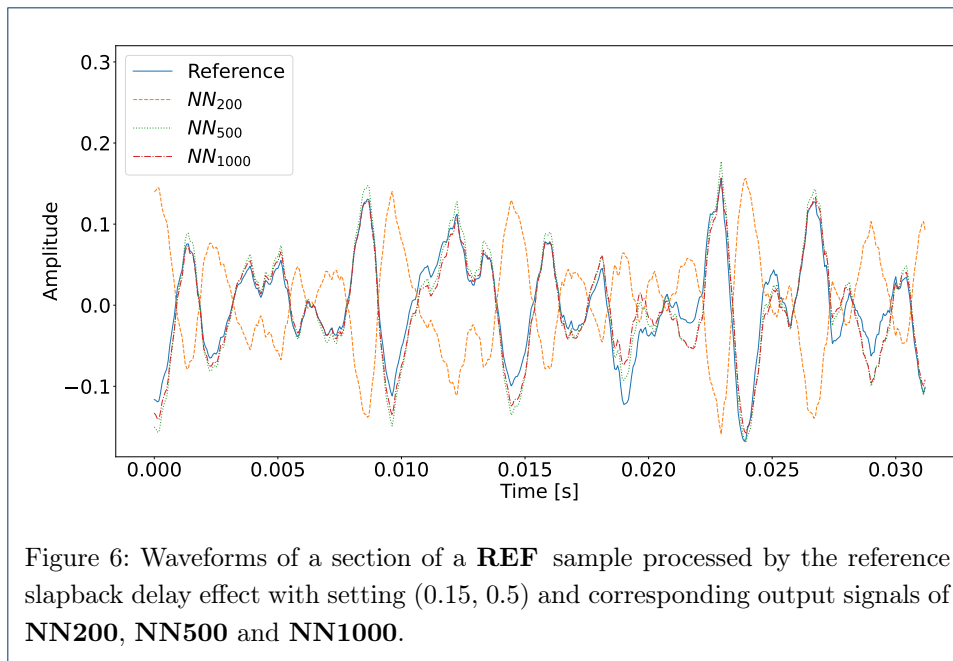 0.3
0.2
0.1
0.0
−0.1
Amplitude
Reference
NN200
NN500
NN1000
0.000 0.005 0.010 0.015 0.020 0.025 0.030
Time [s]
Figure 6: Waveforms of a section of a REF sample processed by the reference
slapback delay effect with setting (0.15, 0.5) and corresponding output signals of
NN200, NN500 and NN1000.